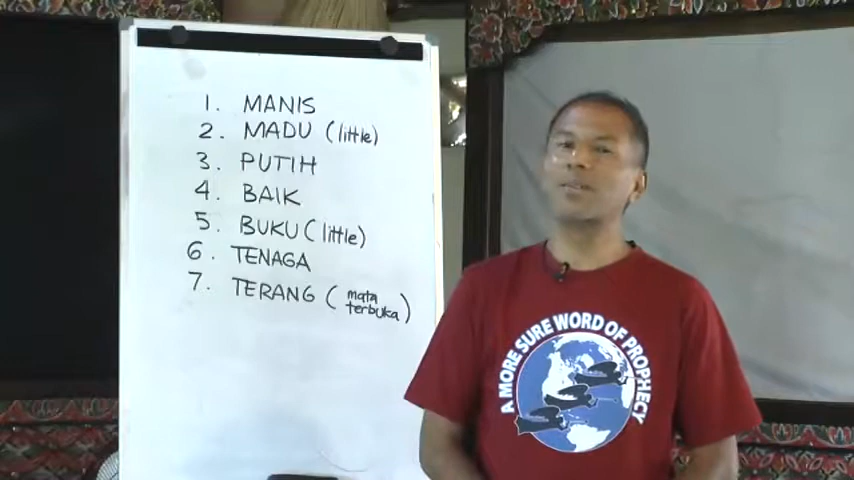 1. MANIS
2. MADU (little)
3. PUTIH
4. BAIK
5. BUKU (little)
6. TENAGA
7. TERANG (mata terbuka)
A MORE SURE WORD OF PROPHECY